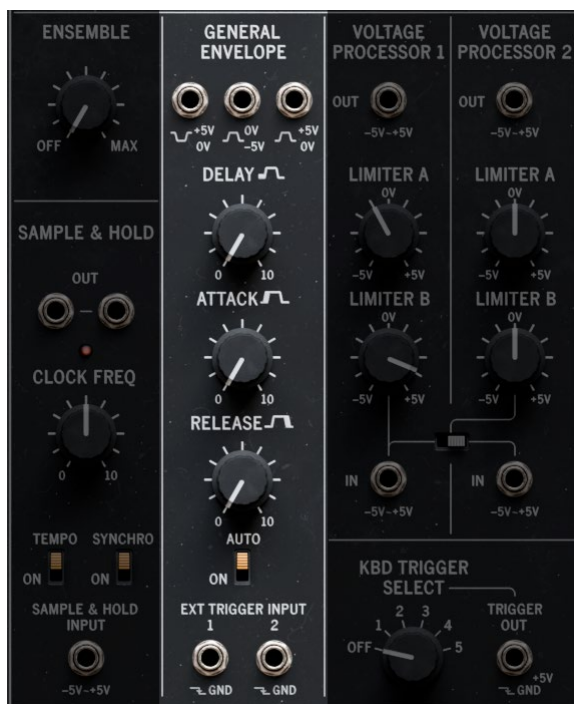 ENSEMBLE
OFF MAX
SAMPLE & HOLD
OUT
CLOCK FREQ
0 10
TEMPO SYNCHRO
ON ON
SAMPLE & HOLD
INPUT
-5V~+5V
GENERAL
ENVELOPE
+5V
0V
0V
-5V
+5V
0V
DELAY
0 10
ATTACK
0 10
RELEASE
0 10
AUTO
ON
EXT TRIGGER INPUT
1 2
GND GND
VOLTAGE
PROCESSOR 1
OUT
-5V~+5V
LIMITER A
0V
-5V +5V
LIMITER B
0V
-5V +5V
IN
-5V~+5V
VOLTAGE
PROCESSOR 2
OUT
-5V~+5V
LIMITER A
0V
-5V +5V
LIMITER B
0V
-5V +5V
-5V~+5V
KBD TRIGGER
SELECT
OFF 1 2 3 4 5
TRIGGER
OUT
+5V
GND